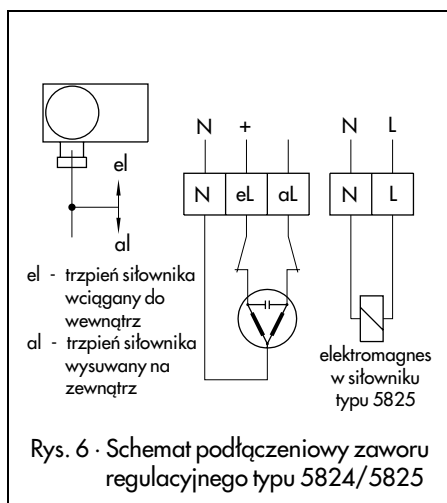 N + N L
N eL aL N L
el
al
el - trzpień siłownika
wciągany do
wewnątrz
al - trzpień siłownika
wysuwany na
zewnątrz
elektromagnes
w siłowniku
typu 5825
Rys. 6 · Schemat podłączeniowy zaworu
regulacyjnego typu 5824/5825